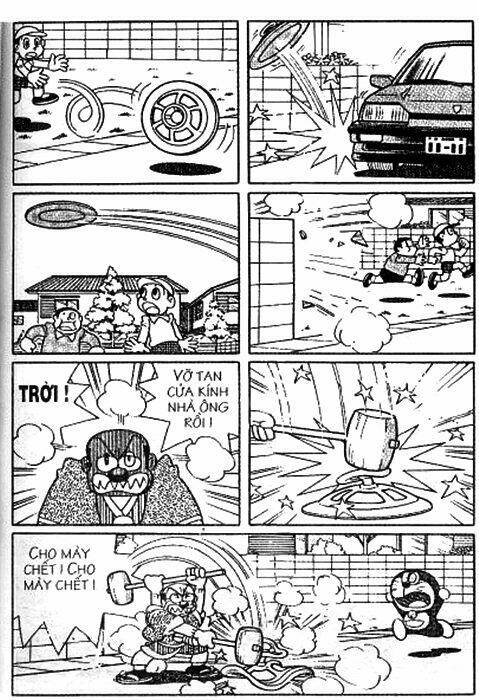 TRỜI !
VỠ TAN
CỬA KÍNH
NHÀ ÔNG
RỒI !
CHO MÀY
CHẾT ! CHO
MÀY CHẾT !